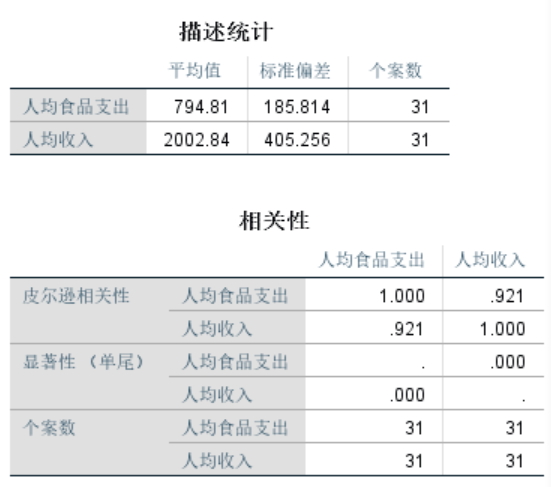 描述统计
平均值 标准偏差 个案数
人均食品支出 794.81 185.814 31
人均收入 2002.84 405.256 31
相关性
人均食品支出 人均收入
皮尔逊相关性 人均食品支出 1.000 .921
人均收入 .921 1.000
显著性 （单尾） 人均食品支出 . .000
人均收入 .000 .
个案数 人均食品支出 31 31
人均收入 31 31